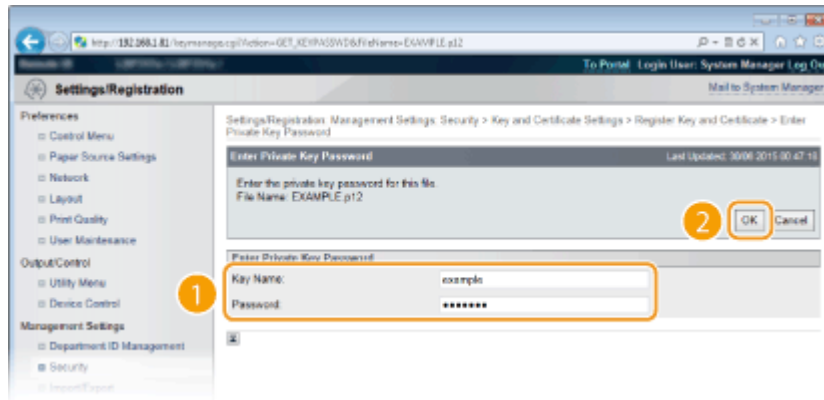 http://192.168.1.81/keymanage.cgi?Action=GET_KEYPASSWD&FileName=EXAMPLE.p12
To Portal Login User: System Manager Log Ou
Settings/Registration
Mail to System Manager
Preferences
Control Menu
Paper Source Settings
Network
Layout
Print Quality
User Maintenance
Output/Control
Utility Menu
Device Control
Management Settings
Department ID Management
Security
Import/Export
Settings/Registration: Management Settings: Security > Key and Certificate Settings > Register Key and Certificate > Enter
Private Key Password
Enter Private Key Password
Last Updated: 30/06 2015 00:47:16
Enter the private key password for this file.
File Name: EXAMPLE.p12
2
OK Cancel
Enter Private Key Password
1
Key Name: example
Password: •••••••